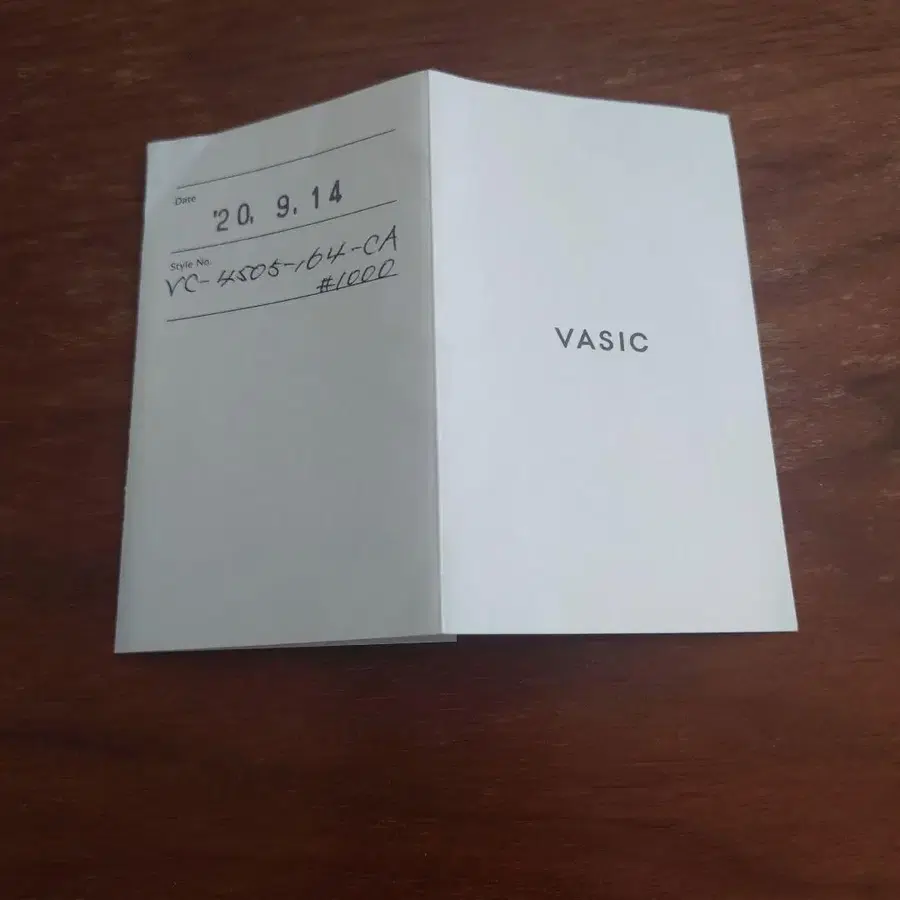 Date
'20. 9. 14
Style No.
VC-4505-164-CA
#1000
VASIC